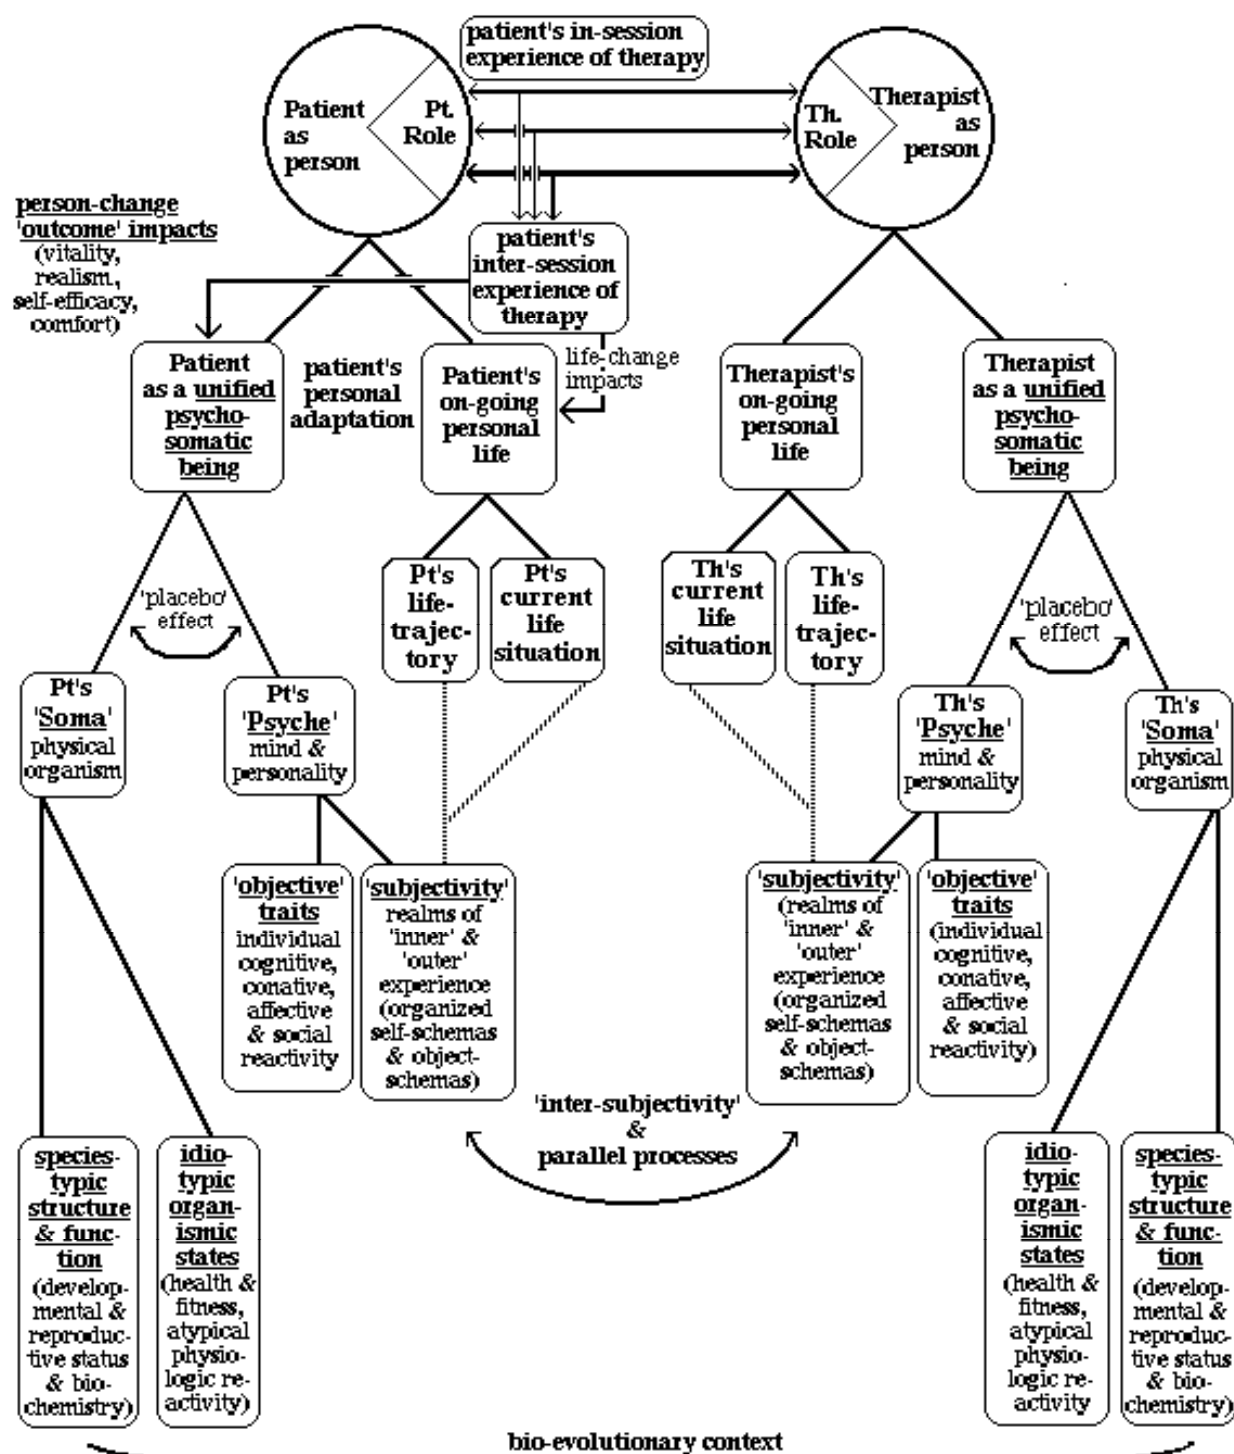 patient's in-session
experience of therapy
Patient
as
person
Pt.
Role
Th.
Role
Therapist
as
person
person-change
'outcome' impacts
(vitality,
realism,
self-efficacy,
comfort)
patient's
inter-session
experience of
therapy
life-change
impacts
Patient
as a unified
psycho-
somatic
being
patient's
personal
adaptation
Patient's
on-going
personal
life
Therapist's
on-going
personal
life
Therapist
as a unified
psycho-
somatic
being
'placebo'
effect
Pt's
life-
trajec-
tory
Pt's
current
life
situation
Th's
current
life
situation
Th's
life-
trajec-
tory
'placebo'
effect
Pt's
'Soma'
physical
organism
Pt's
'Psyche'
mind &
personality
Th's
'Psyche'
mind &
personality
Th's
'Soma'
physical
organism
'objective'
traits
individual
cognitive,
conative,
affective
& social
reactivity
'subjectivity'
realms of
'inner' &
'outer'
experience
(organized
self-schemas
& object-
schemas)
'subjectivity'
(realms of
'inner' &
'outer'
experience
(organized
self-schemas
& object-
schemas)
'objective'
traits
(individual
cognitive,
conative,
affective
& social
reactivity)
'inter-subjectivity'
&
parallel processes
species-
typic
structure
& func-
tion
(develop-
mental &
reproduc-
tive status
& bio-
chemistry)
idio-
typic
organ-
ismic
states
(health &
fitness,
atypical
physio-
logic re-
activity)
idio-
typic
organ-
ismic
states
(health &
fitness,
atypical
physio-
logic re-
activity
species-
typic
structure
& func-
tion
(develop-
mental &
reproduc-
tive status
& bio-
chemistry)
bio-evolutionary context